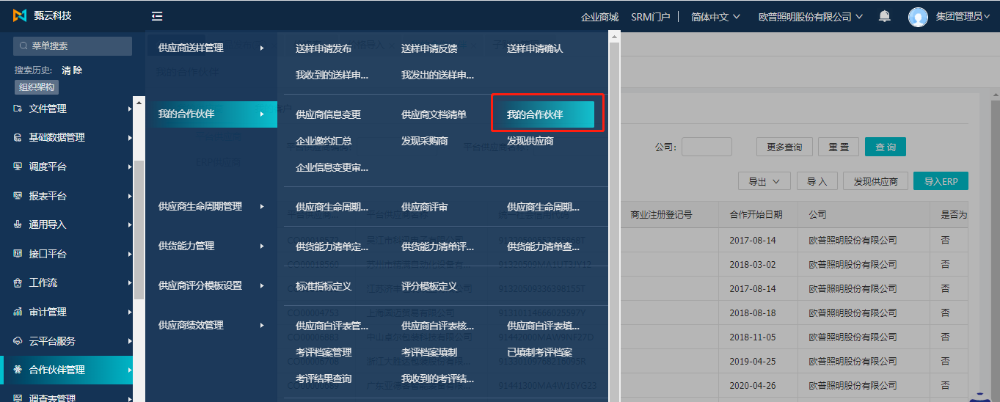 甄云科技
企业商城 SRM门户 简体中文 欧普照明股份有限公司 集团管理员
菜单搜索
搜索历史: 清 除
组织架构
文件管理
基础数据管理
调度平台
报表平台
通用导入
接口平台
工作流
审计管理
云平台服务
合作伙伴管理
调查表管理
供应商送样管理
我的合作伙伴
供应商生命周期管理
供货能力管理
供应商评分模板设置
供应商绩效管理
送样申请发布 送样申请反馈 送样申请确认
我收到的送样申... 我发出的送样申...
供应商信息变更 供应商文档清单 我的合作伙伴
企业邀约汇总 发现采购商 发现供应商
企业信息变更审...
供应商生命周期... 供应商评审 供应商生命周期...
供货能力清单定... 供货能力清单评... 供货能力清单查...
标准指标定义 评分模板定义
供应商自评表管... 供应商自评表核... 供应商自评表填...
考评档案管理 考评档案填制 已填制考评档案
考评结果查询 我收到的考评结...
公司: 更多查询 重 置 查 询
导出 导 入 发现供应商 导入ERP
商业注册登记号 合作开始日期 公司 是否为
2017-08-14 欧普照明股份有限公司 否
2018-03-02 欧普照明股份有限公司 否
2017-08-14 欧普照明股份有限公司 否
2018-08-18 欧普照明股份有限公司 否
2018-11-05 欧普照明股份有限公司 否
2019-04-25 欧普照明股份有限公司 否
2020-04-26 欧普照明股份有限公司 否